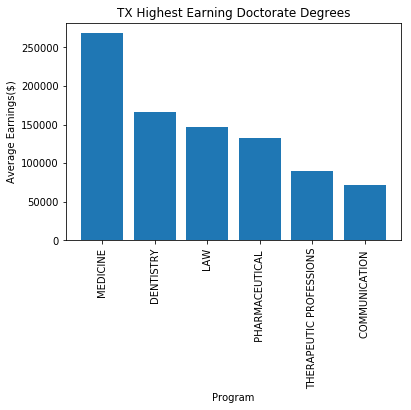 TX Highest Earning Doctorate Degrees
Average Earnings($)
250000
200000
150000
100000
50000
0
MEDICINE
DENTISTRY
LAW
PHARMACEUTICAL
THERAPEUTIC PROFESSIONS
COMMUNICATION
Program